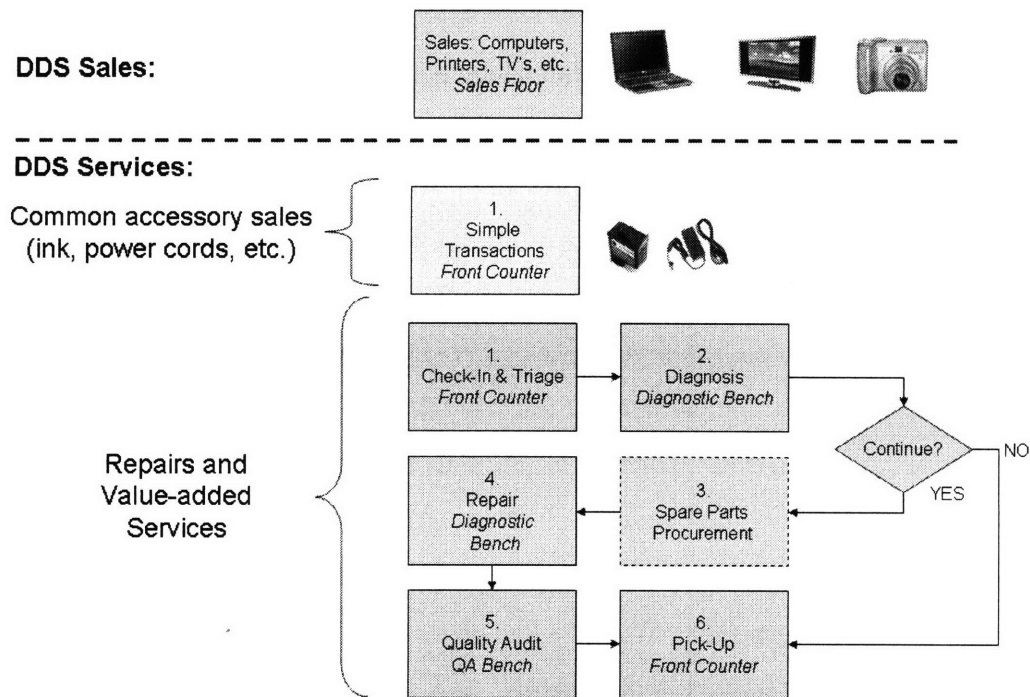 DDS Sales:
Sales: Computers,
Printers, TV's, etc.
Sales Floor
DDS Services:
Common accessory sales
(ink, power cords, etc.)
1.
Simple
Transactions
Front Counter
Repairs and
Value-added
Services
1.
Check-In & Triage
Front Counter
2.
Diagnosis
Diagnostic Bench
Continue?
NO
YES
3.
Spare Parts
Procurement
4.
Repair
Diagnostic
Bench
5.
Quality Audit
QA Bench
6.
Pick-Up
Front Counter